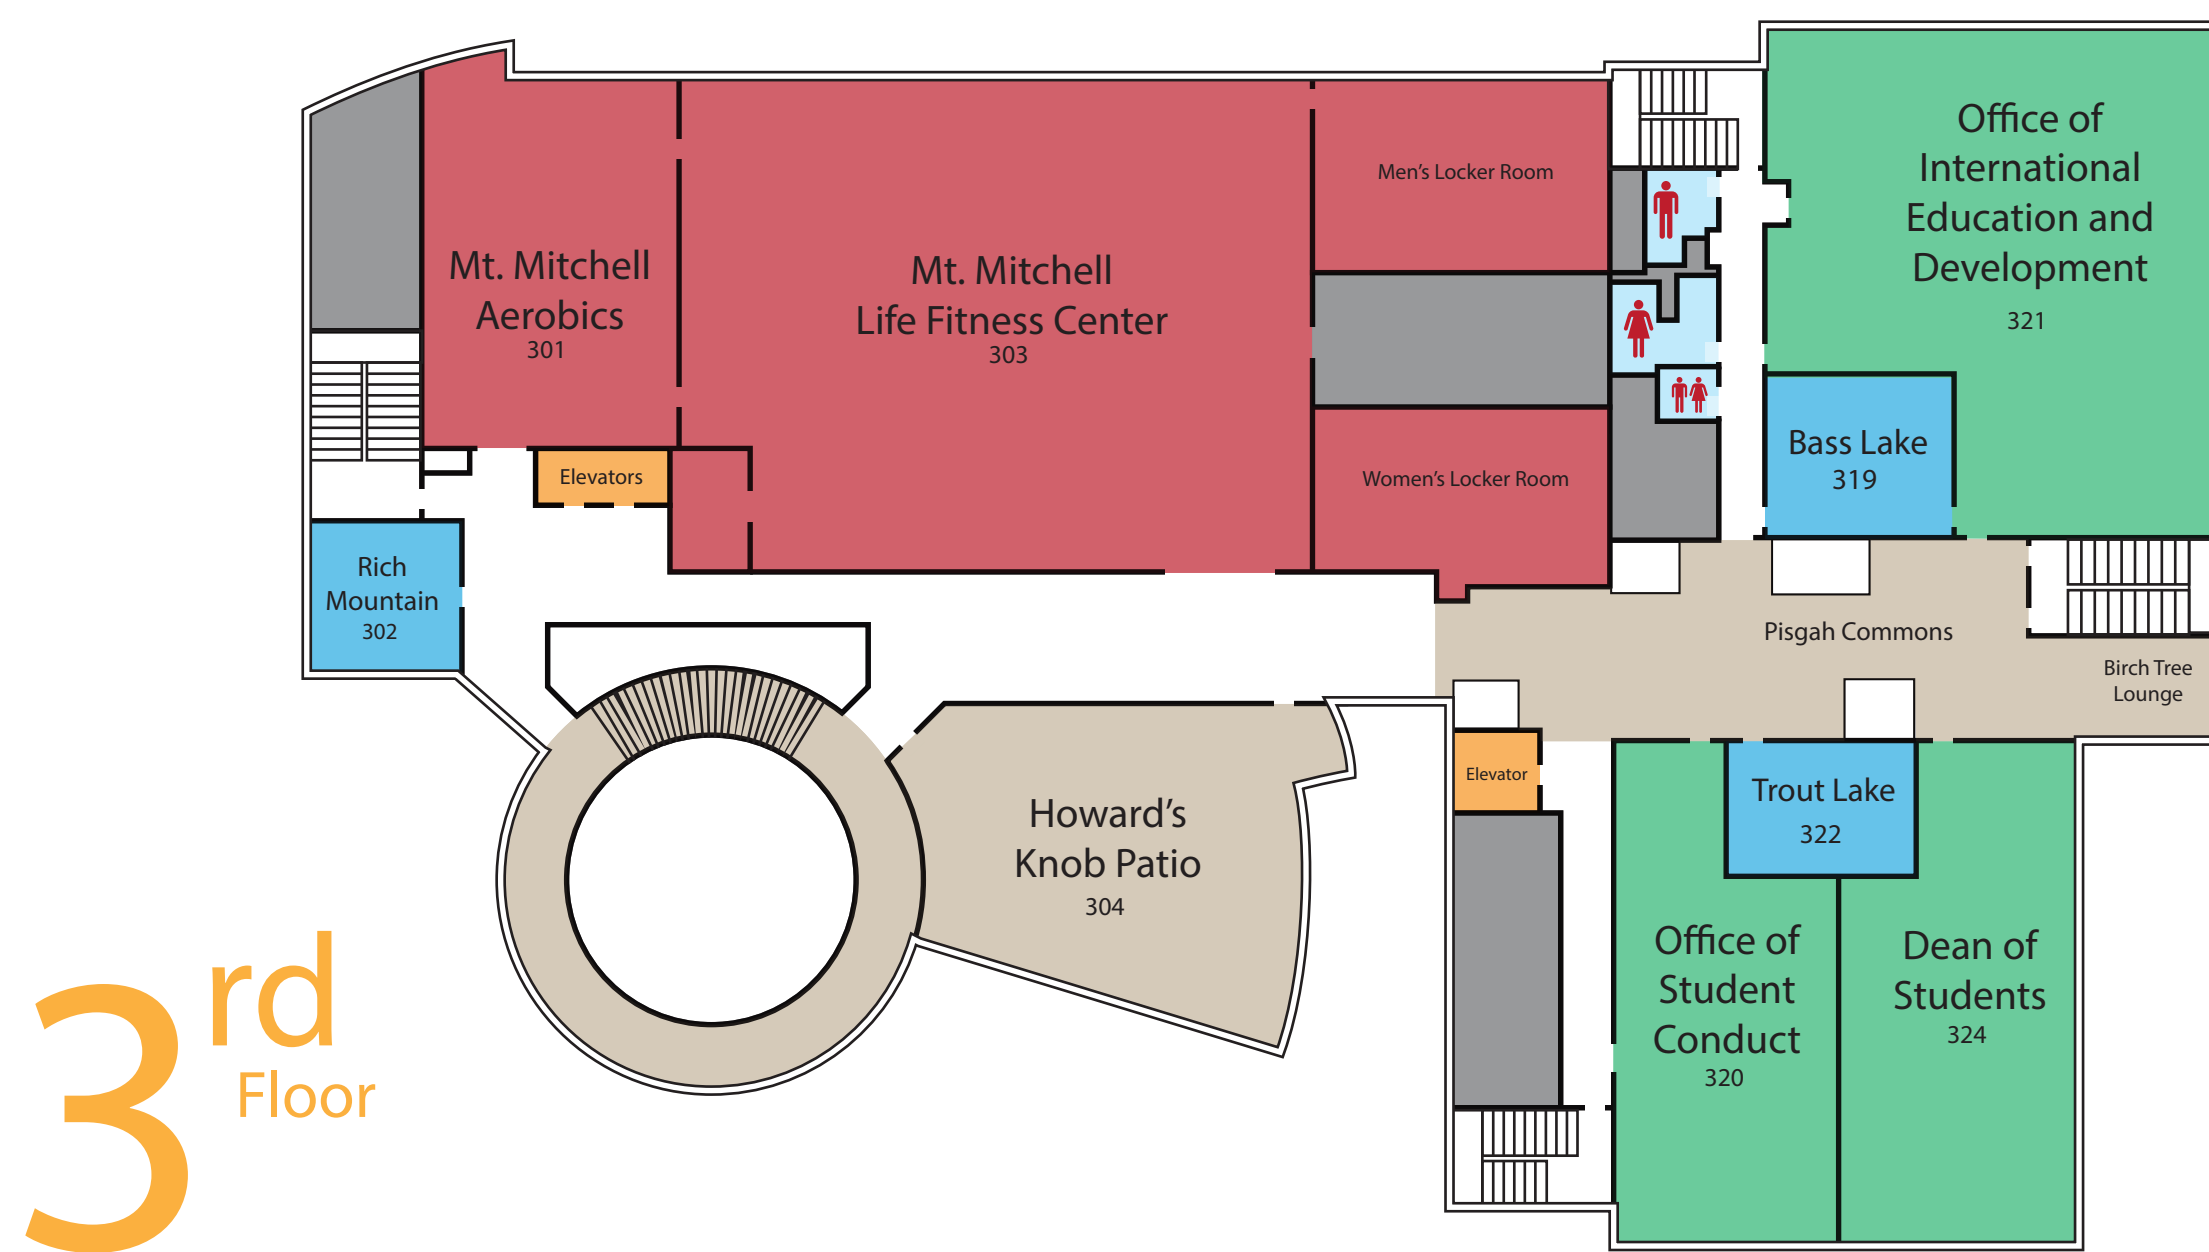 Mt. Mitchell
Aerobics
301
Mt. Mitchell
Life Fitness Center
303
Men's Locker Room
Women's Locker Room
Office of
International
Education and
Development
321
Bass Lake
319
Elevators
Rich
Mountain
302
Pisgah Commons
Birch Tree
Lounge
Elevator
Trout Lake
322
Howard's
Knob Patio
304
Office of
Student
Conduct
320
Dean of
Students
324
3rd
Floor